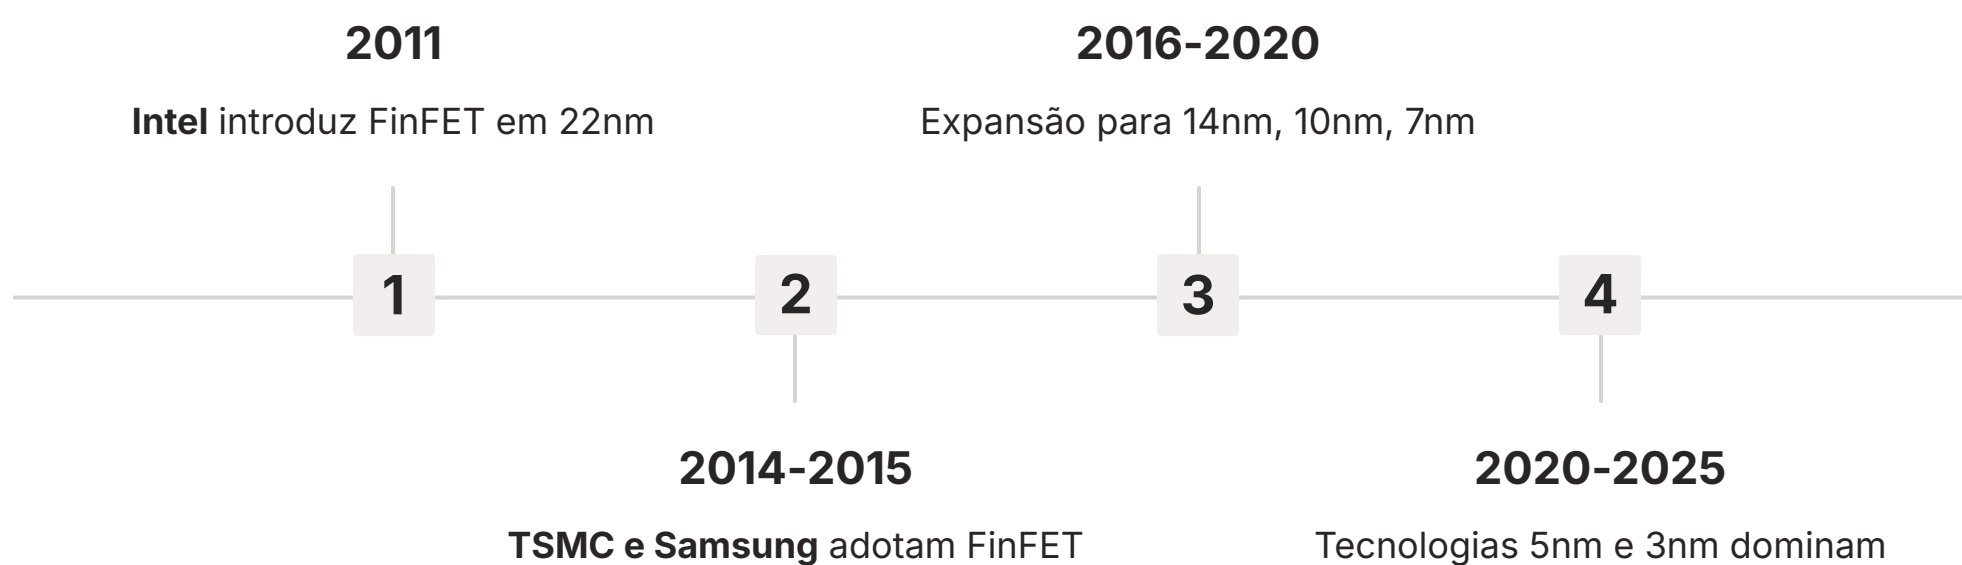 2011
Intel introduz FinFET em 22nm
1
2014-2015
TSMC e Samsung adotam FinFET
2
2016-2020
Expansão para 14nm, 10nm, 7nm
3
2020-2025
Tecnologias 5nm e 3nm dominam
4